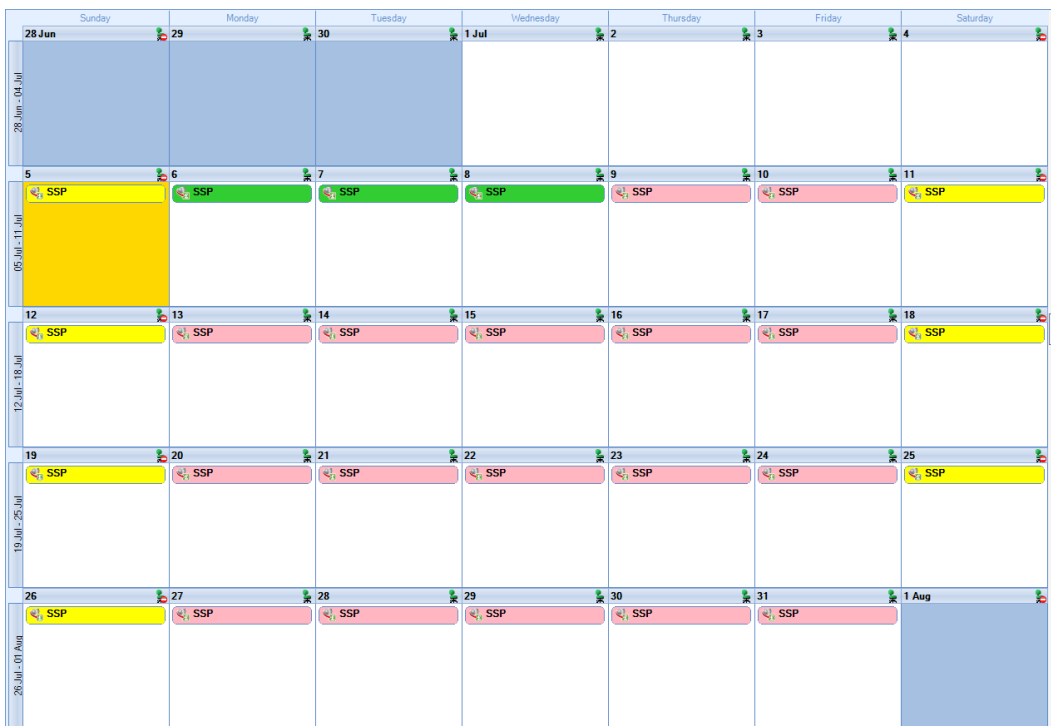 Sunday Monday Tuesday Wednesday Thursday Friday Saturday
28 Jun 29 30 1 Jul 2 3 4
28 Jun - 04 Jul
5 6 7 8 9 10 11
SSP SSP SSP SSP SSP SSP SSP
05 Jul - 11 Jul
12 13 14 15 16 17 18
SSP SSP SSP SSP SSP SSP SSP
12 Jul - 18 Jul
19 20 21 22 23 24 25
SSP SSP SSP SSP SSP SSP SSP
19 Jul - 25 Jul
26 27 28 29 30 31 1 Aug
SSP SSP SSP SSP SSP SSP
26 Jul - 01 Aug